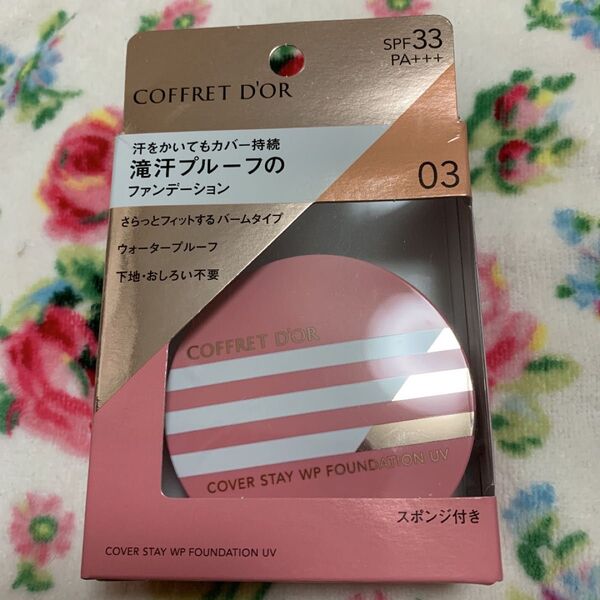 SPF33
PA+++
COFFRET D'OR
汗をかいてもカバー持続
滝汗プルーフの
ファンデーション
03
さらっとフィットするバームタイプ
ウォータープルーフ
下地・おしろい不要
COFFRET D'OR
COVER STAY WP FOUNDATION UV
スポンジ付き
COVER STAY WP FOUNDATION UV